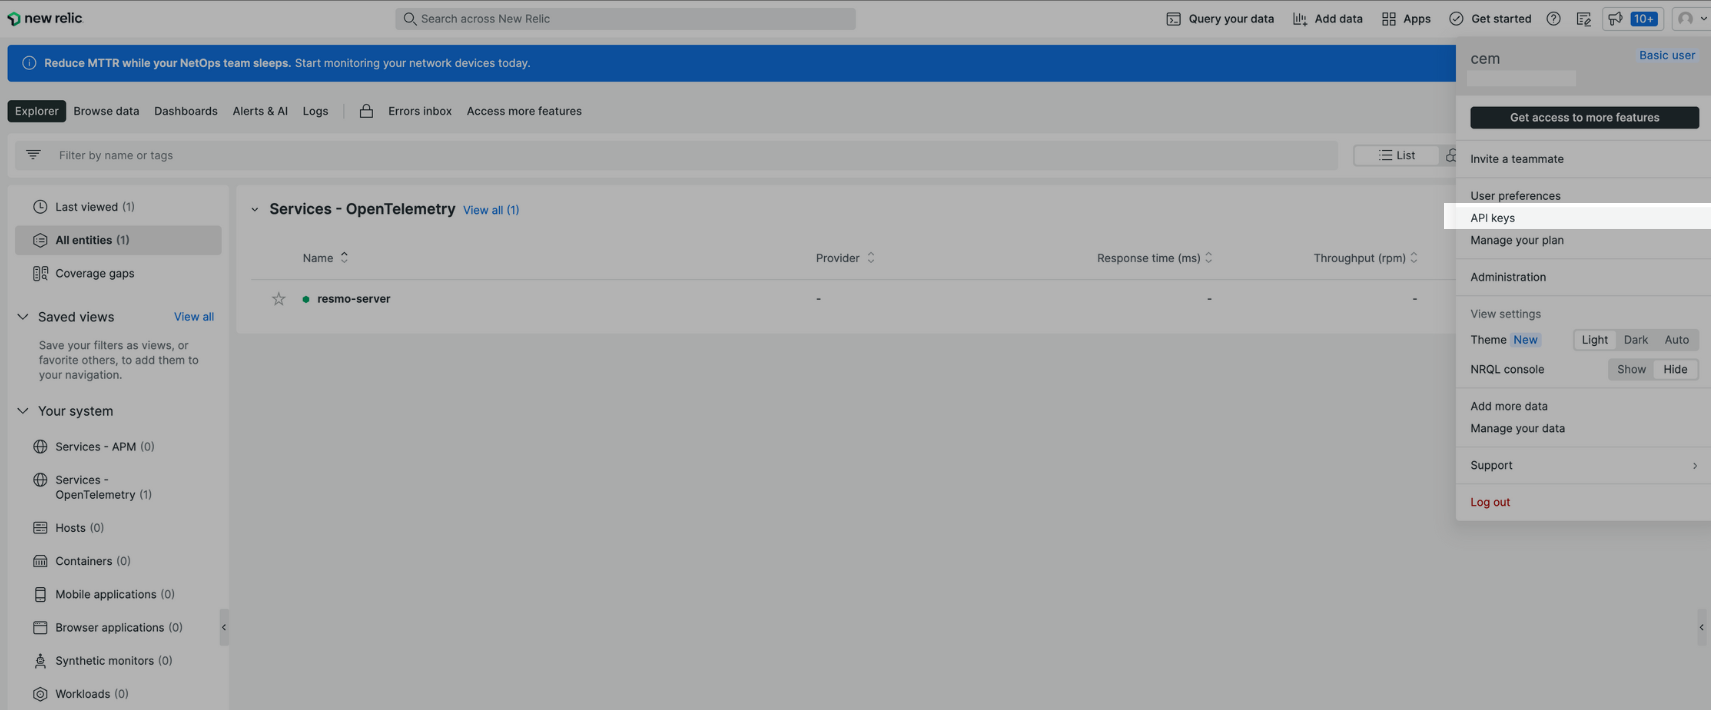 new relic
Search across New Relic
Query your data
Add data
Apps
Get started
10+
Reduce MTTR while your NetOps team sleeps. Start monitoring your network devices today.
cem
Basic user
Get access to more features
Invite a teammate
User preferences
API keys
Manage your plan
Administration
View settings
Theme New Light Dark Auto
NRQL console Show Hide
Add more data
Manage your data
Support
Log out
Explorer Browse data Dashboards Alerts & AI Logs Errors inbox Access more features
Filter by name or tags
List
Last viewed (1)
All entities (1)
Coverage gaps
Saved views View all
Save your filters as views, or
favorite others, to add them to
your navigation.
Your system
Services - APM (0)
Services -
OpenTelemetry (1)
Hosts (0)
Containers (0)
Mobile applications (0)
Browser applications (0)
Synthetic monitors (0)
Workloads (0)
Services - OpenTelemetry View all (1)
Name Provider Response time (ms) Throughput (rpm)
resmo-server - - -